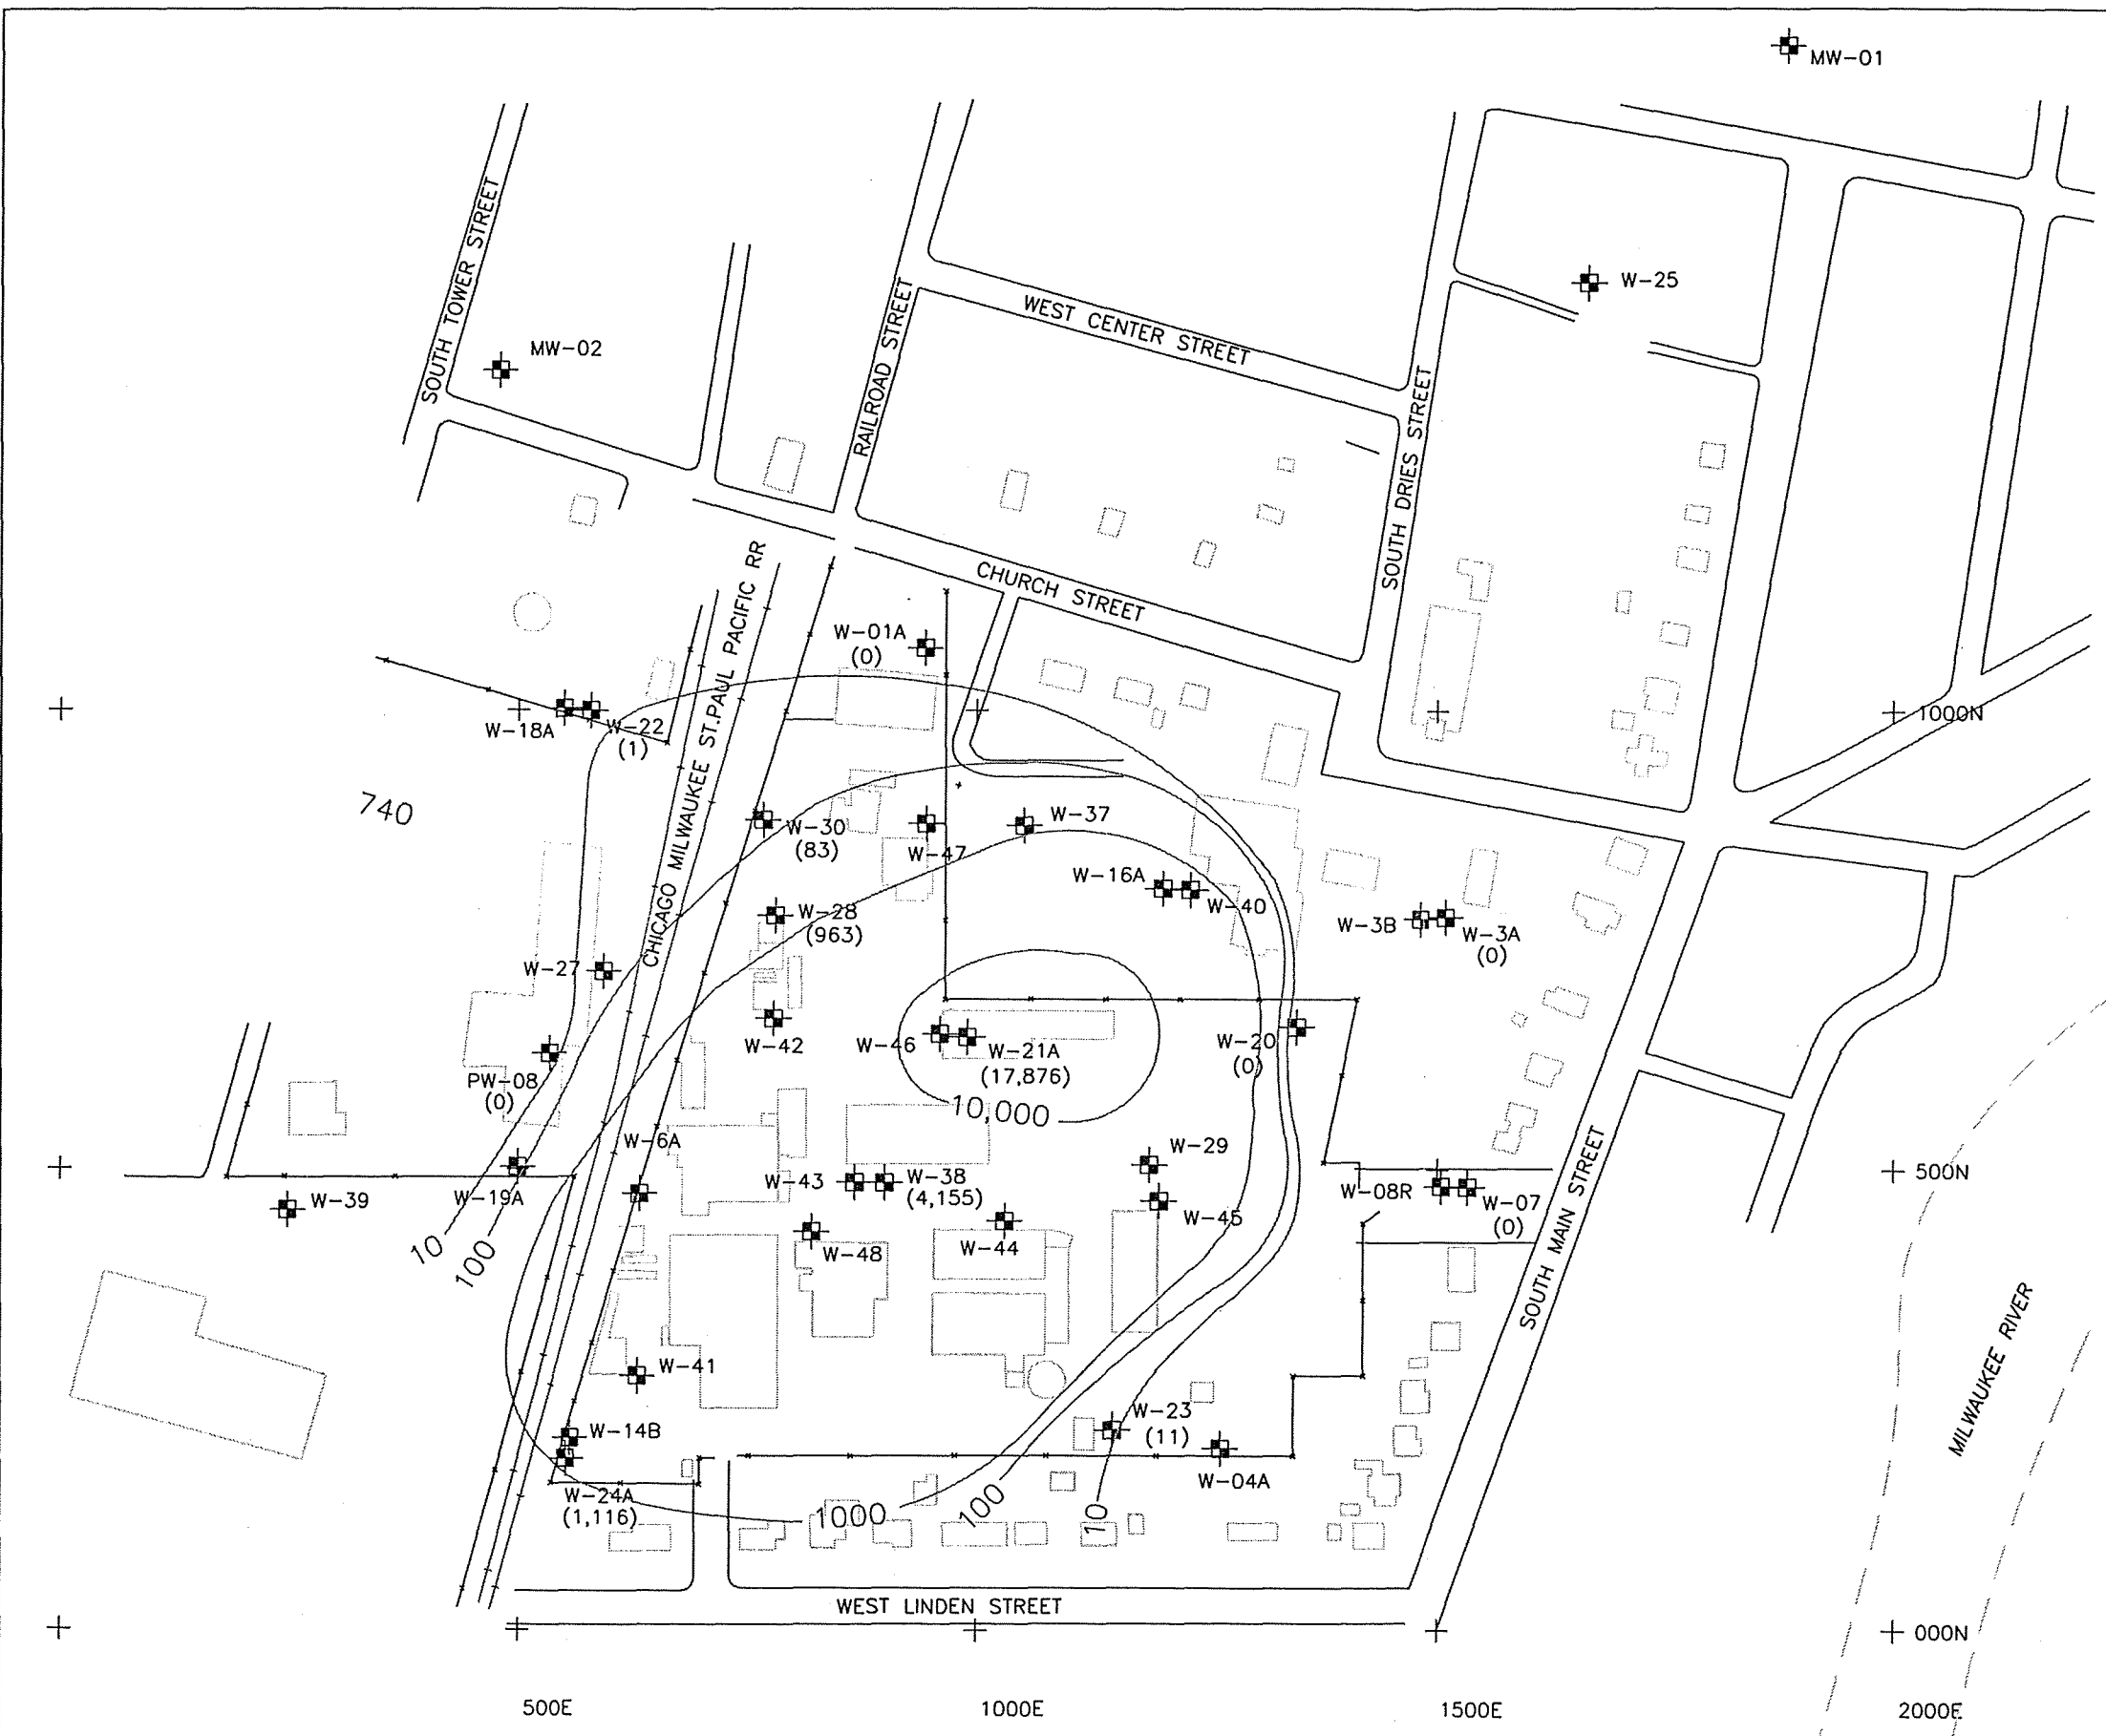 MW-01
SOUTH TOWER STREET
W-25
RAILROAD STREET
WEST CENTER STREET
MW-02
SOUTH DRIES STREET
CHICAGO MILWAUKEE ST.PAUL PACIFIC RR
CHURCH STREET
W-01A
(0)
W-18A
W-22
(1)
1000N
740
W-30
(83)
W-47
W-37
W-16A
W-40
W-28
(963)
W-3B
W-3A
(0)
W-27
W-42
W-46
W-21A
(17,876)
W-20
(0)
PW-08
(0)
10,000
W-6A
W-29
W-39
W-19A
W-43
W-38
(4,155)
W-45
W-08R
W-07
(0)
500N
10
100
W-48
W-44
SOUTH MAIN STREET
MILWAUKEE RIVER
W-41
W-14B
W-23
(11)
W-04A
W-24A
(1,116)
1000
100
10
WEST LINDEN STREET
000N
500E
1000E
1500E
2000E